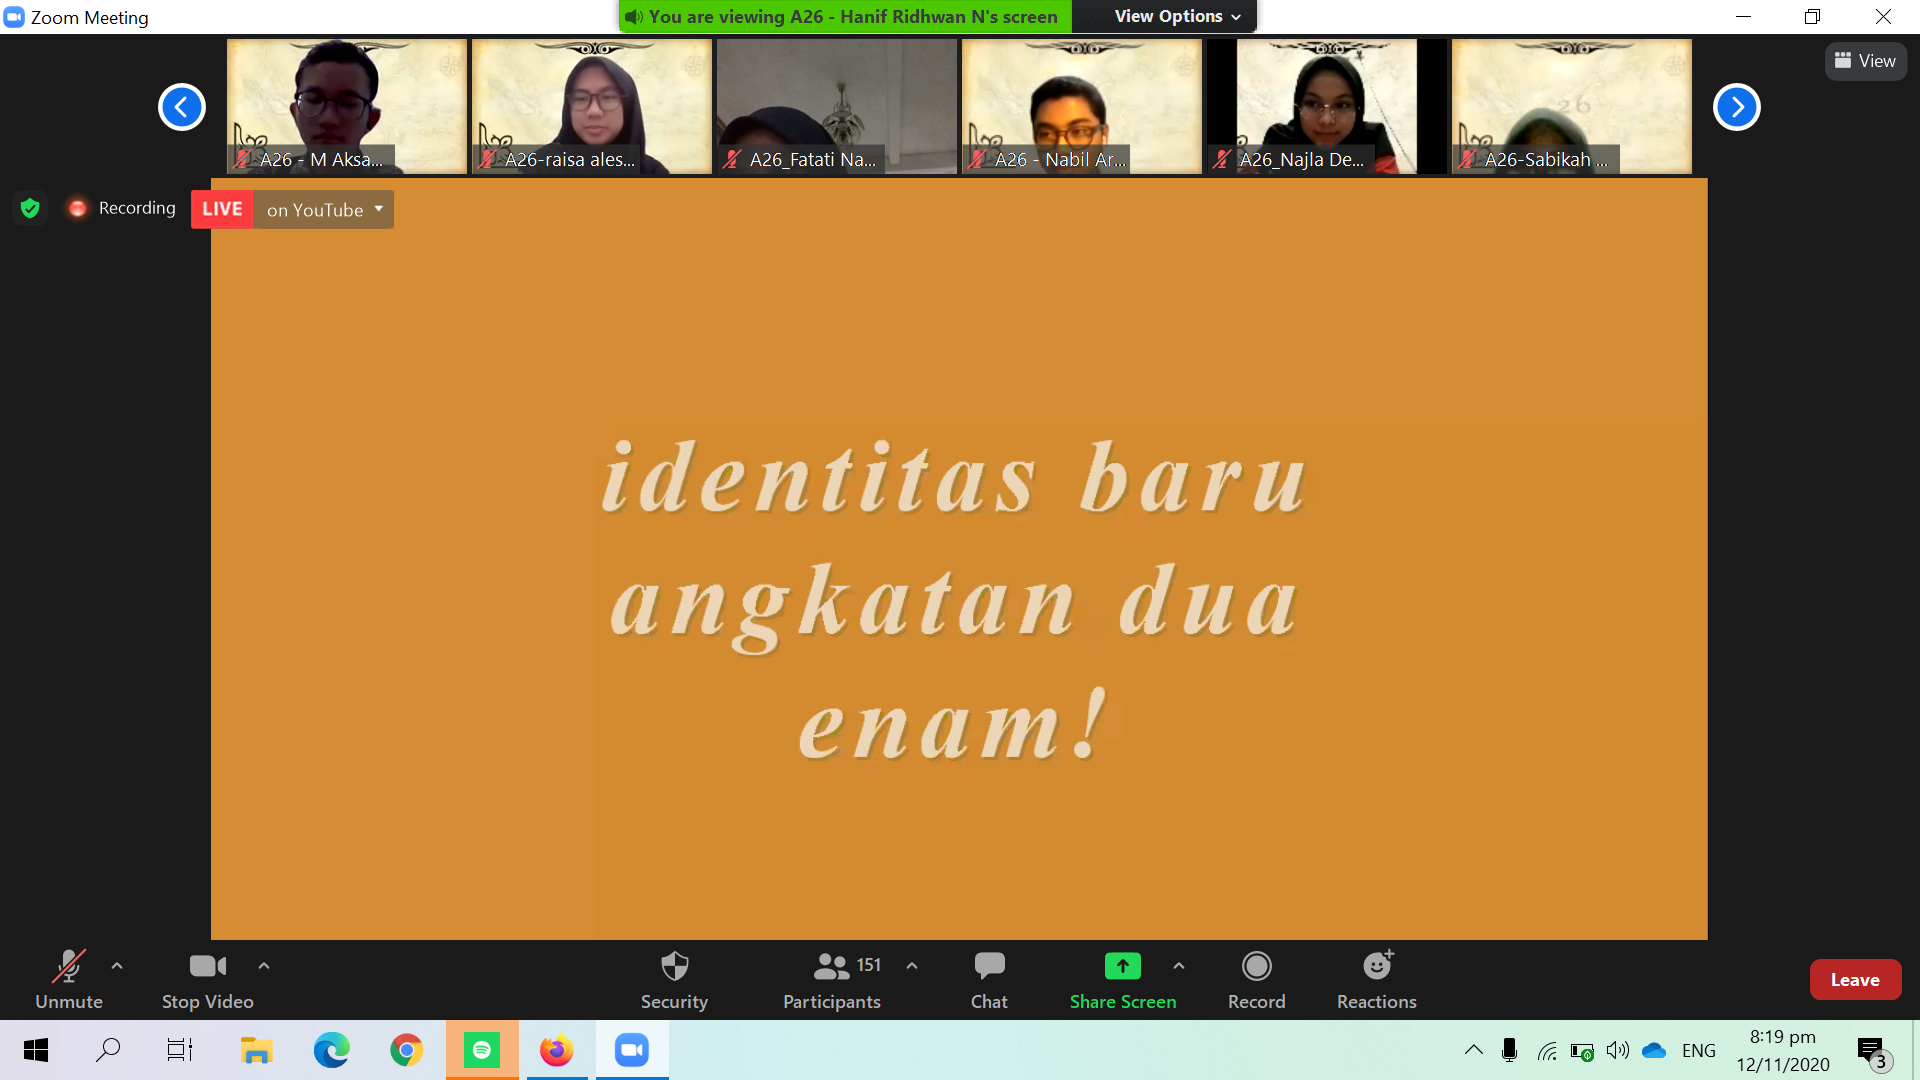 Zoom Meeting
You are viewing A26 - Hanif Ridhwan N's screen
View Options
View
A26 - M Aksa...
A26-raisa ales...
A26_Fatati Na...
A26 - Nabil Ar...
A26_Najla De...
A26-Sabikah ...
Recording
LIVE on YouTube
identitas baru
angkatan dua
enam!
Unmute
Stop Video
Security
151
Participants
Chat
Share Screen
Record
Reactions
Leave
ENG
8:19 pm
12/11/2020
3